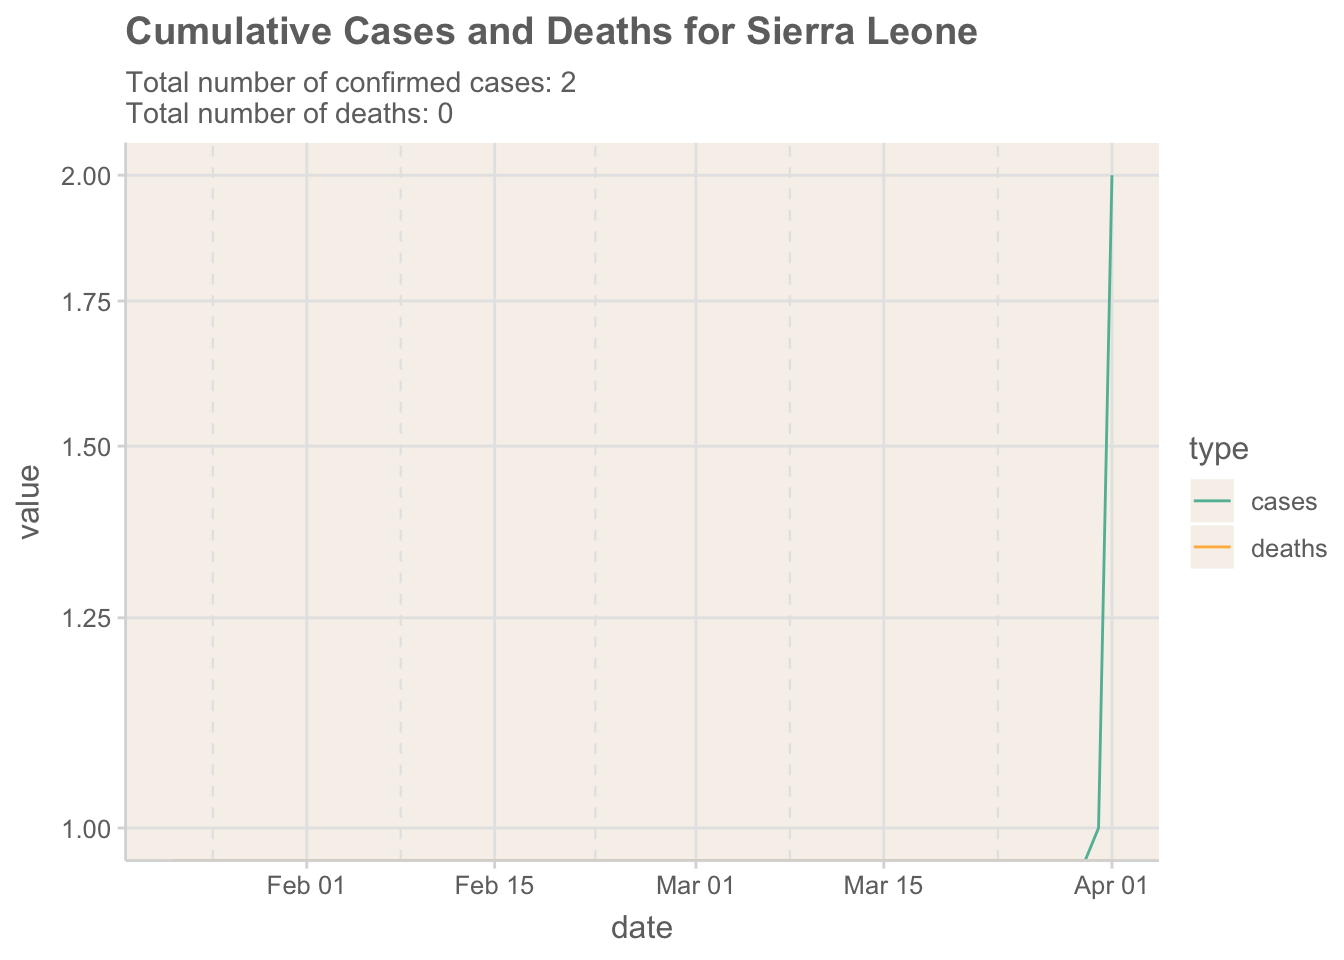 Cumulative Cases and Deaths for Sierra Leone
Total number of confirmed cases: 2
Total number of deaths: 0
2.00
1.75
1.50
1.25
1.00
value
Feb 01
Feb 15
Mar 01
Mar 15
Apr 01
date
type
cases
deaths